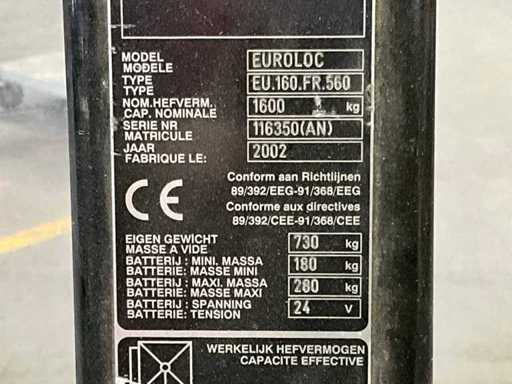 MODEL EUROLOC
MODÈLE
TYPE EU.160.FR.560
TYPE
NOM.HEFVERM. 1600 kg
CAP. NOMINALE
SERIE NR 116350(AN)
MATRICULE
JAAR 2002
FABRIQUE LE:
CE
Conform aan Richtlijnen
89/392/EEG-91/368/EEG
Conforme aux directives
89/392/CEE-91/368/CEE
EIGEN GEWICHT 730 kg
MASSE A VIDE
BATTERIJ : MINI. MASSA 180 kg
BATTERIE: MASSE MINI
BATTERIJ : MAXI. MASSA 280 kg
BATTERIE: MASSE MAXI
BATTERIJ : SPANNING 24 V
BATTERIE: TENSION
WERKELIJK HEFVERMOGEN
CAPACITE EFFECTIVE